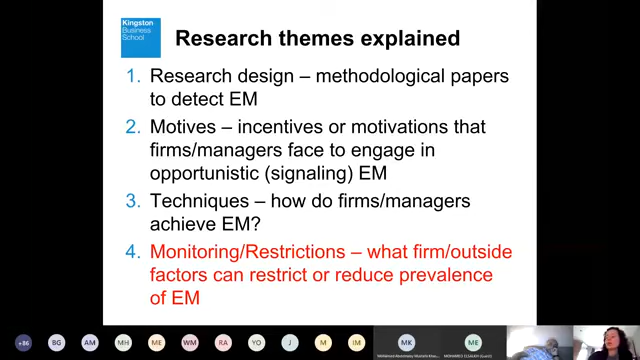 Kingston
Business
School
Research themes explained
1. Research design – methodological papers
to detect EM
2. Motives – incentives or motivations that
firms/managers face to engage in
opportunistic (signaling) EM
3. Techniques – how do firms/managers
achieve EM?
4. Monitoring/Restrictions – what firm/outside
factors can restrict or reduce prevalence
of EM
+86
BG
AM
MH
ME
WM
RA
YO
J
M
IM
MK
ME
MOHAMED ELSAEKH (Guest)